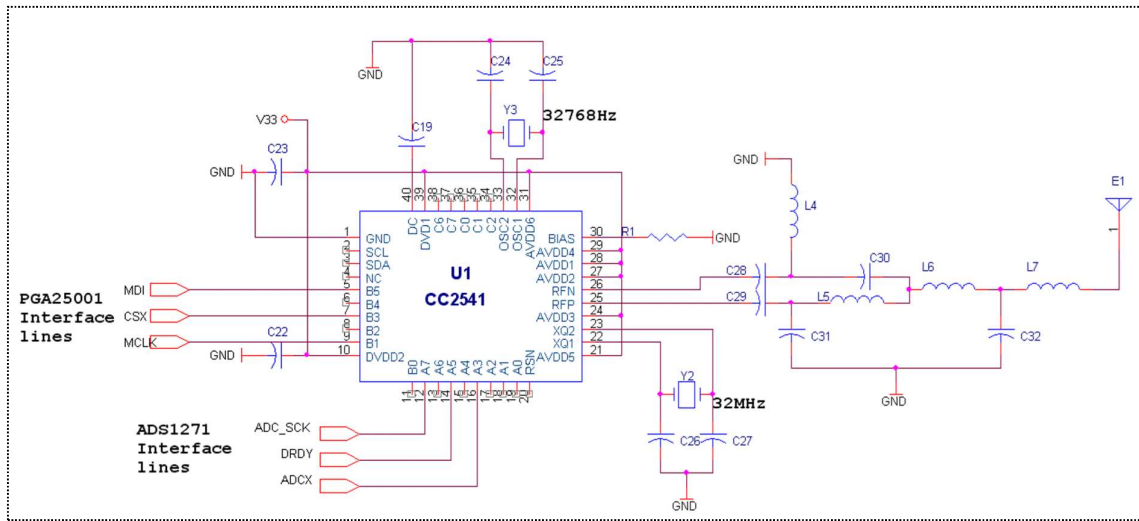 C24
C25
GND
Y3
32768Hz
V33
C19
C23
GND
GND
E1
40
39
38
37
36
35
34
33
32
31
L4
DC
DVD1
C6
C7
C0
C1
C2
OSC2
OSC1
AVDD6
1
1 GND
BIAS 30
R1
GND
2 SCL
AVDD4 29
3 SDA
AVDD1 28
C30
4 NC
U1
AVDD2 27
C28
L6
L7
MDI
5 B5
CC2541
RFN 26
PGA25001
Interface
lines
6 B4
RFP 25
C29
L5
CSX
7 B3
AVDD3 24
8 B2
XQ2 23
MCLK
9 B1
XQ1 22
C31
C32
GND
C22
10 DVDD2
AVDD5 21
B0
A7
A6
A5
A4
A3
A2
A1
A0
RSN
Y2
32MHz
GND
11
12
13
14
15
16
17
18
19
20
ADS1271
Interface
lines
ADC_SCK
DRDY
ADCX
C26
C27
GND